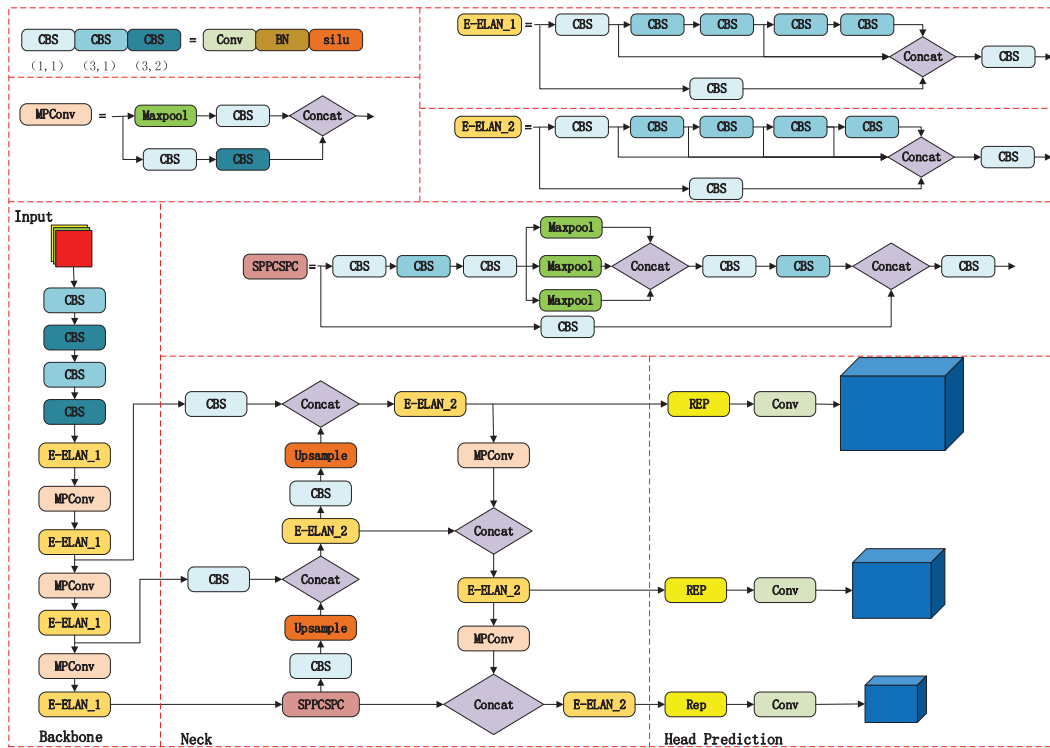 CBS CBS CBS = Conv BN silu
(1,1) (3,1) (3,2)
MPConv = Maxpool CBS Concat
CBS CBS
E-ELAN_1 = CBS CBS CBS CBS CBS
Concat CBS
CBS
E-ELAN_2 = CBS CBS CBS CBS CBS
Concat CBS
CBS
Input
SPPCSPC = CBS CBS CBS Maxpool Maxpool Maxpool Concat CBS CBS Concat CBS
CBS
CBS
CBS
CBS
CBS
E-ELAN_1
MPConv
E-ELAN_1
MPConv
E-ELAN_1
MPConv
E-ELAN_1
Backbone
CBS Concat E-ELAN_2
Upsample MPConv
CBS
E-ELAN_2 Concat
CBS Concat E-ELAN_2
Upsample MPConv
CBS
SPPCSPC Concat E-ELAN_2
Neck
REP Conv
REP Conv
Rep Conv
Head Prediction